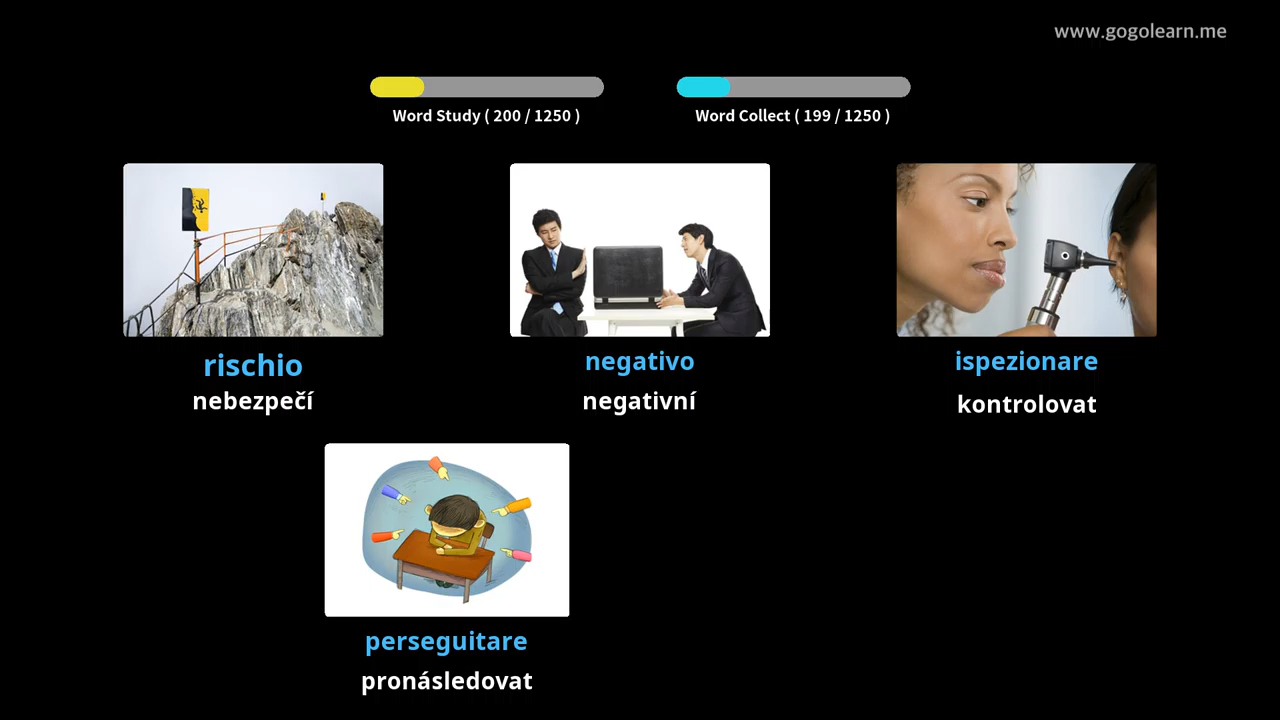 www.gogolearn.me
Word Study ( 200 / 1250 )
Word Collect ( 199 / 1250 )
rischio
nebezpečí
negativo
negativní
ispezionare
kontrolovat
perseguitare
pronásledovat